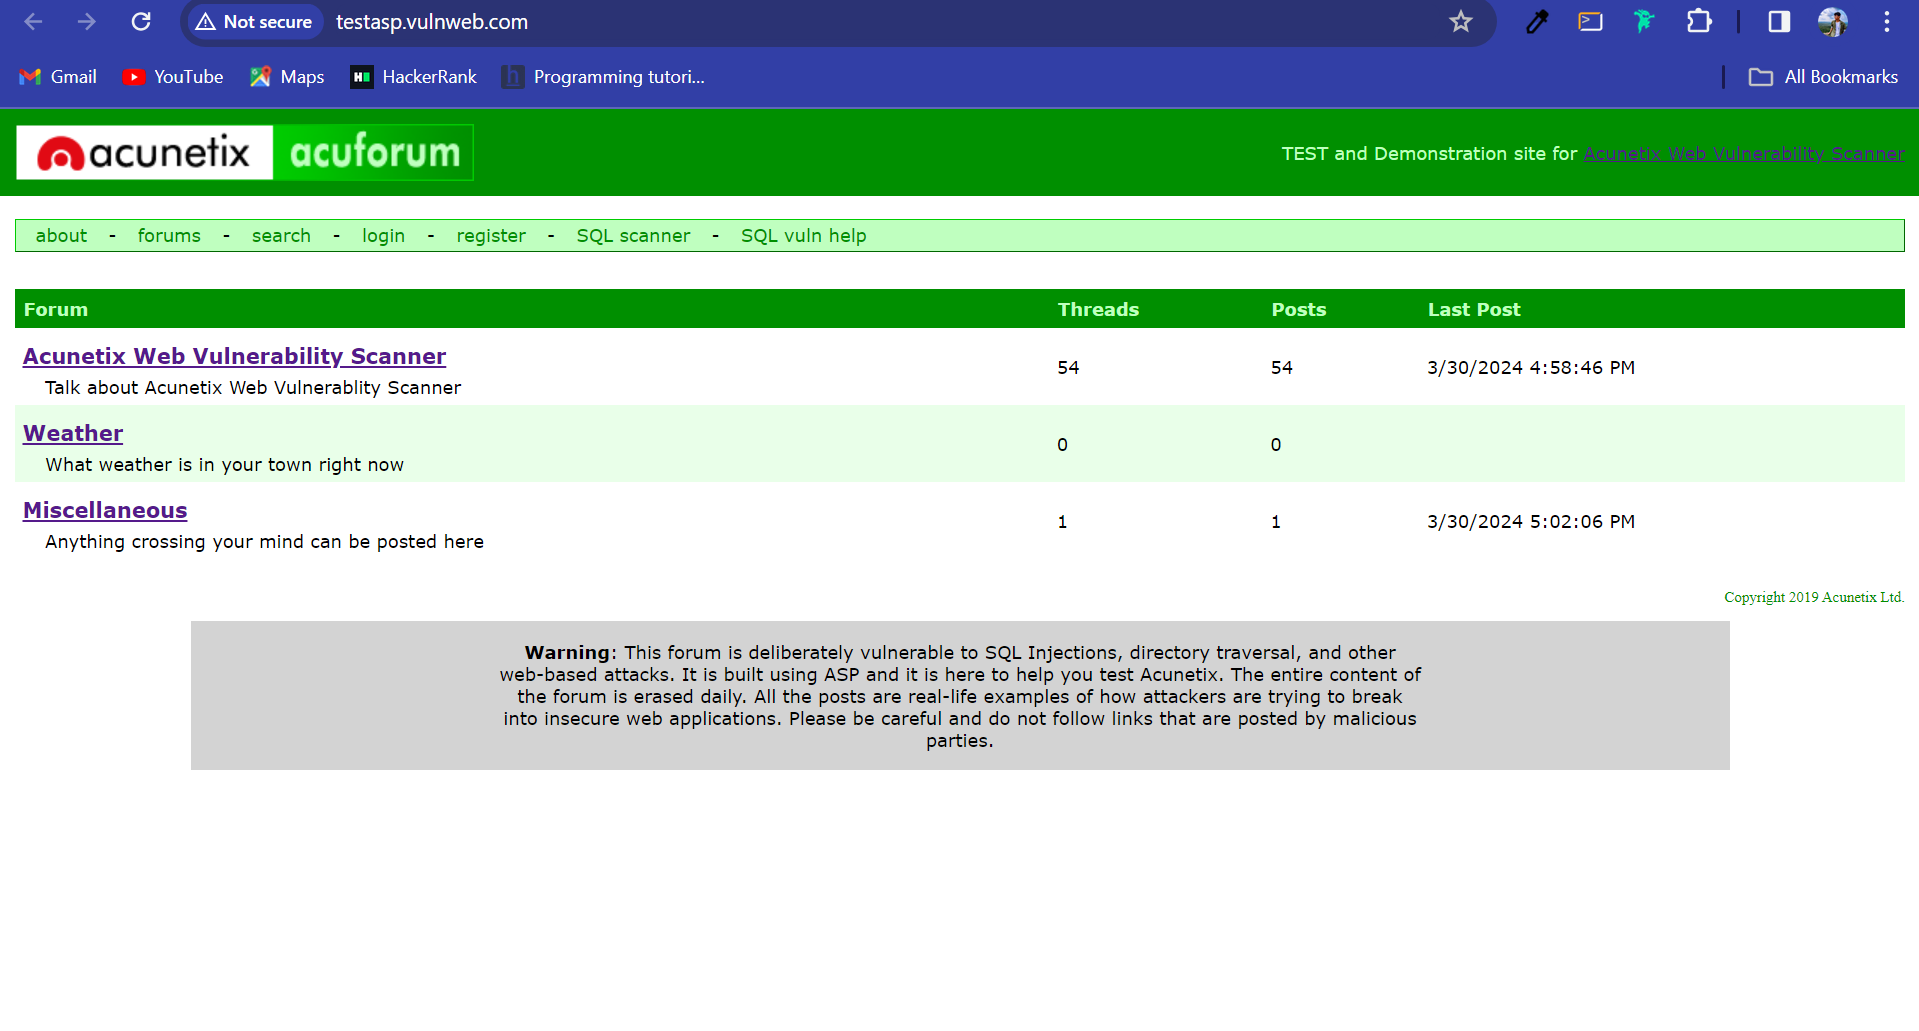 Not secure testasp.vulnweb.com
Gmail YouTube Maps HackerRank Programming tutori... All Bookmarks
acunetix acuforum
TEST and Demonstration site for Acunetix Web Vulnerability Scanner
about - forums - search - login - register - SQL scanner - SQL vuln help
Forum Threads Posts Last Post
Acunetix Web Vulnerability Scanner
Talk about Acunetix Web Vulnerablity Scanner
54 54 3/30/2024 4:58:46 PM
Weather
What weather is in your town right now
0 0
Miscellaneous
Anything crossing your mind can be posted here
1 1 3/30/2024 5:02:06 PM
Copyright 2019 Acunetix Ltd.
Warning: This forum is deliberately vulnerable to SQL Injections, directory traversal, and other
web-based attacks. It is built using ASP and it is here to help you test Acunetix. The entire content of
the forum is erased daily. All the posts are real-life examples of how attackers are trying to break
into insecure web applications. Please be careful and do not follow links that are posted by malicious
parties.